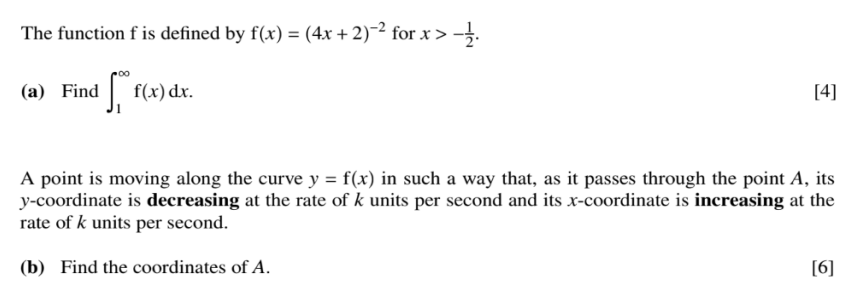 The function f is defined by f(x) = (4x + 2)⁻² for x > −½.
(a) Find ∫₁^∞ f(x) dx. [4]
A point is moving along the curve y = f(x) in such a way that, as it passes through the point A, its
y-coordinate is decreasing at the rate of k units per second and its x-coordinate is increasing at the
rate of k units per second.
(b) Find the coordinates of A. [6]